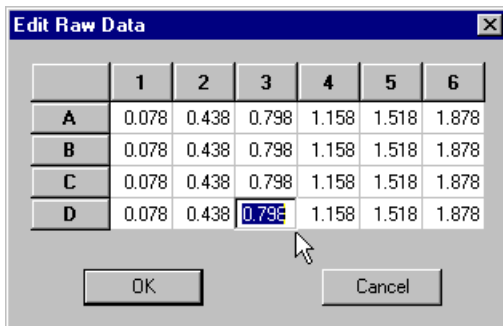 Edit Raw Data
1 2 3 4 5 6
A 0.078 0.438 0.798 1.158 1.518 1.878
B 0.078 0.438 0.798 1.158 1.518 1.878
C 0.078 0.438 0.798 1.158 1.518 1.878
D 0.078 0.438 0.798 1.158 1.518 1.878
OK Cancel